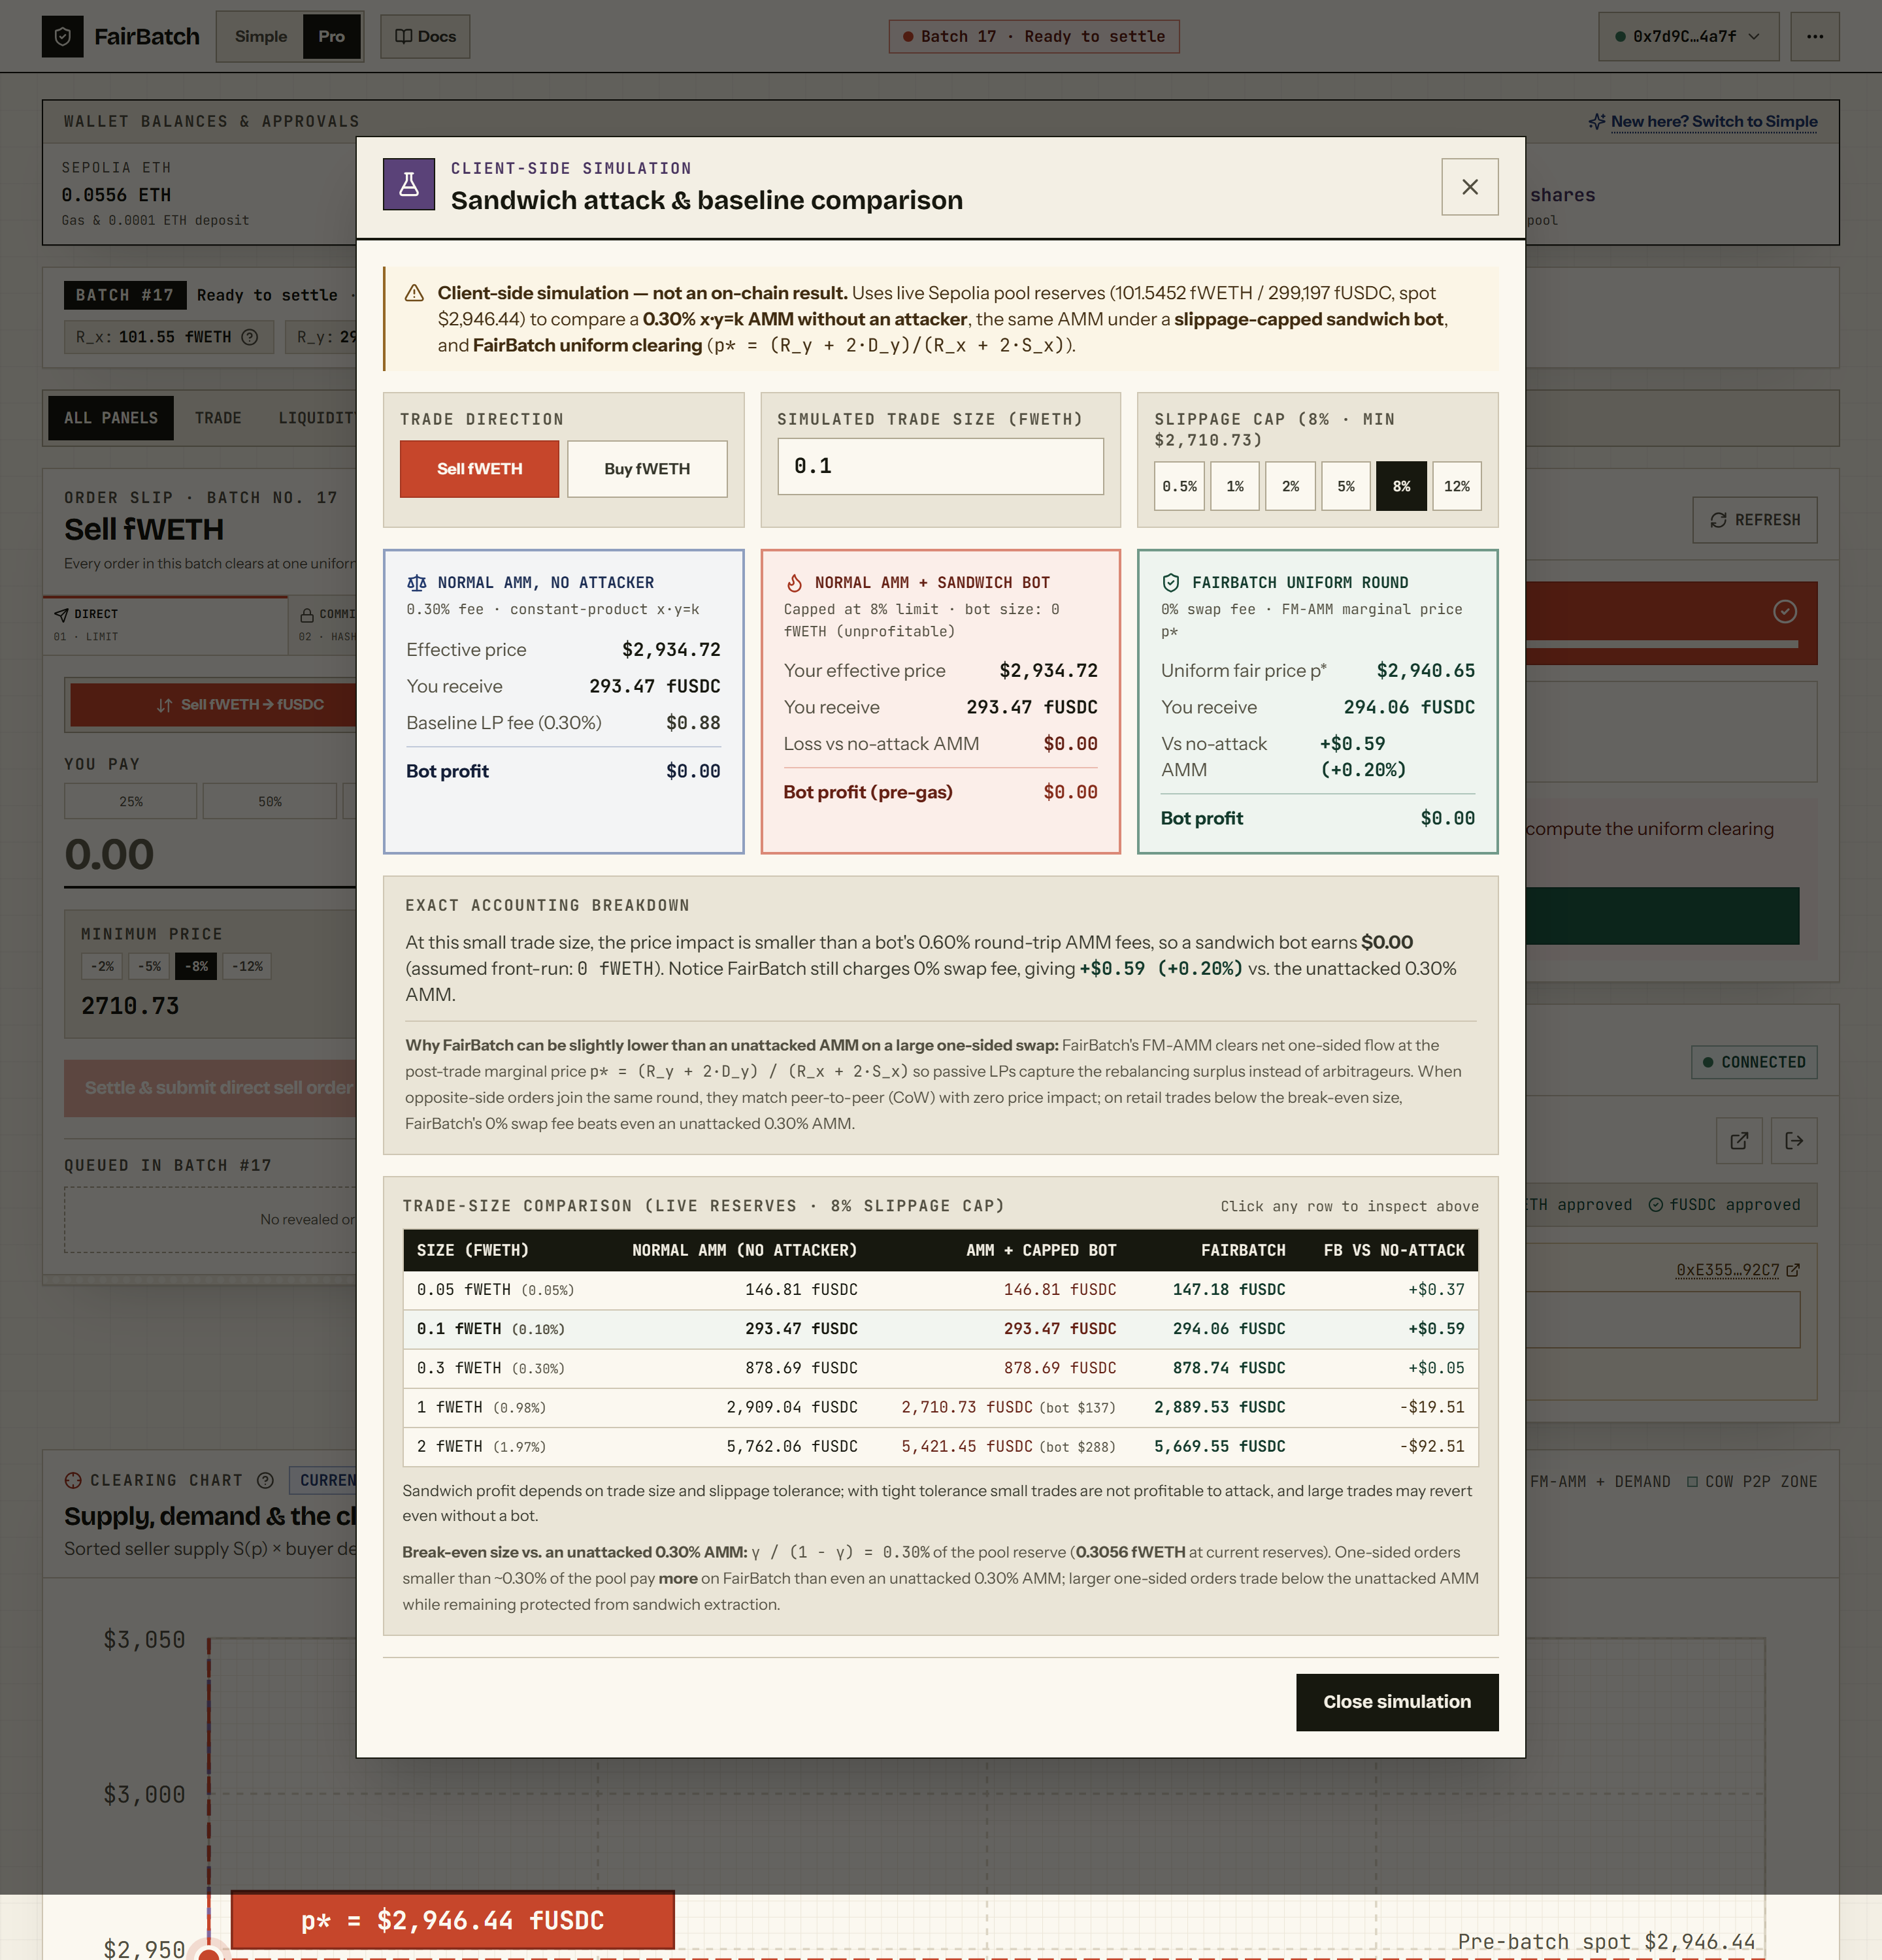 FairBatch
Simple
Pro
Docs
Batch 17 · Ready to settle
0x7d9C…4a7f
WALLET BALANCES & APPROVALS
New here? Switch to Simple
SEPOLIA ETH
0.0556 ETH
Gas & 0.0001 ETH deposit
shares
pool
BATCH #17
Ready to settle ·
R_x: 101.55 fWETH
R_y: 29
ALL PANELS
TRADE
LIQUIDIT
CLIENT-SIDE SIMULATION
Sandwich attack & baseline comparison
Client-side simulation — not an on-chain result. Uses live Sepolia pool reserves (101.5452 fWETH / 299,197 fUSDC, spot
$2,946.44) to compare a 0.30% x·y=k AMM without an attacker, the same AMM under a slippage-capped sandwich bot,
and FairBatch uniform clearing (p* = (R_y + 2·D_y)/(R_x + 2·S_x)).
TRADE DIRECTION
Sell fWETH
Buy fWETH
SIMULATED TRADE SIZE (FWETH)
0.1
SLIPPAGE CAP (8% · MIN
$2,710.73)
0.5%
1%
2%
5%
8%
12%
NORMAL AMM, NO ATTACKER
0.30% fee · constant-product x·y=k
Effective price $2,934.72
You receive 293.47 fUSDC
Baseline LP fee (0.30%) $0.88
Bot profit $0.00
NORMAL AMM + SANDWICH BOT
Capped at 8% limit · bot size: 0
fWETH (unprofitable)
Your effective price $2,934.72
You receive 293.47 fUSDC
Loss vs no-attack AMM $0.00
Bot profit (pre-gas) $0.00
FAIRBATCH UNIFORM ROUND
0% swap fee · FM-AMM marginal price
p*
Uniform fair price p* $2,940.65
You receive 294.06 fUSDC
Vs no-attack +$0.59
AMM (+0.20%)
Bot profit $0.00
EXACT ACCOUNTING BREAKDOWN
At this small trade size, the price impact is smaller than a bot's 0.60% round-trip AMM fees, so a sandwich bot earns $0.00
(assumed front-run: 0 fWETH). Notice FairBatch still charges 0% swap fee, giving +$0.59 (+0.20%) vs. the unattacked 0.30%
AMM.
Why FairBatch can be slightly lower than an unattacked AMM on a large one-sided swap: FairBatch's FM-AMM clears net one-sided flow at the
post-trade marginal price p* = (R_y + 2·D_y) / (R_x + 2·S_x) so passive LPs capture the rebalancing surplus instead of arbitrageurs. When
opposite-side orders join the same round, they match peer-to-peer (CoW) with zero price impact; on retail trades below the break-even size,
FairBatch's 0% swap fee beats even an unattacked 0.30% AMM.
TRADE-SIZE COMPARISON (LIVE RESERVES · 8% SLIPPAGE CAP)
Click any row to inspect above
SIZE (FWETH) NORMAL AMM (NO ATTACKER) AMM + CAPPED BOT FAIRBATCH FB VS NO-ATTACK
0.05 fWETH (0.05%) 146.81 fUSDC 146.81 fUSDC 147.18 fUSDC +$0.37
0.1 fWETH (0.10%) 293.47 fUSDC 293.47 fUSDC 294.06 fUSDC +$0.59
0.3 fWETH (0.30%) 878.69 fUSDC 878.69 fUSDC 878.74 fUSDC +$0.05
1 fWETH (0.98%) 2,909.04 fUSDC 2,710.73 fUSDC (bot $137) 2,889.53 fUSDC -$19.51
2 fWETH (1.97%) 5,762.06 fUSDC 5,421.45 fUSDC (bot $288) 5,669.55 fUSDC -$92.51
Sandwich profit depends on trade size and slippage tolerance; with tight tolerance small trades are not profitable to attack, and large trades may revert
even without a bot.
Break-even size vs. an unattacked 0.30% AMM: γ / (1 - γ) = 0.30% of the pool reserve (0.3056 fWETH at current reserves). One-sided orders
smaller than ~0.30% of the pool pay more on FairBatch than even an unattacked 0.30% AMM; larger one-sided orders trade below the unattacked AMM
while remaining protected from sandwich extraction.
Close simulation
ORDER SLIP · BATCH NO. 17
Sell fWETH
Every order in this batch clears at one uniform
DIRECT
01 · LIMIT
COMMI
02 · HASH
Sell fWETH → fUSDC
YOU PAY
25%
50%
0.00
MINIMUM PRICE
-2%
-5%
-8%
-12%
2710.73
Settle & submit direct sell order
QUEUED IN BATCH #17
No revealed or
REFRESH
compute the uniform clearing
CONNECTED
ETH approved
fUSDC approved
0xE355…92C7
CLEARING CHART
CURREN
FM-AMM + DEMAND
COW P2P ZONE
Supply, demand & the cl
Sorted seller supply S(p) × buyer de
$3,050
$3,000
p* = $2,946.44 fUSDC
$2,950
Pre-batch spot $2,946.44